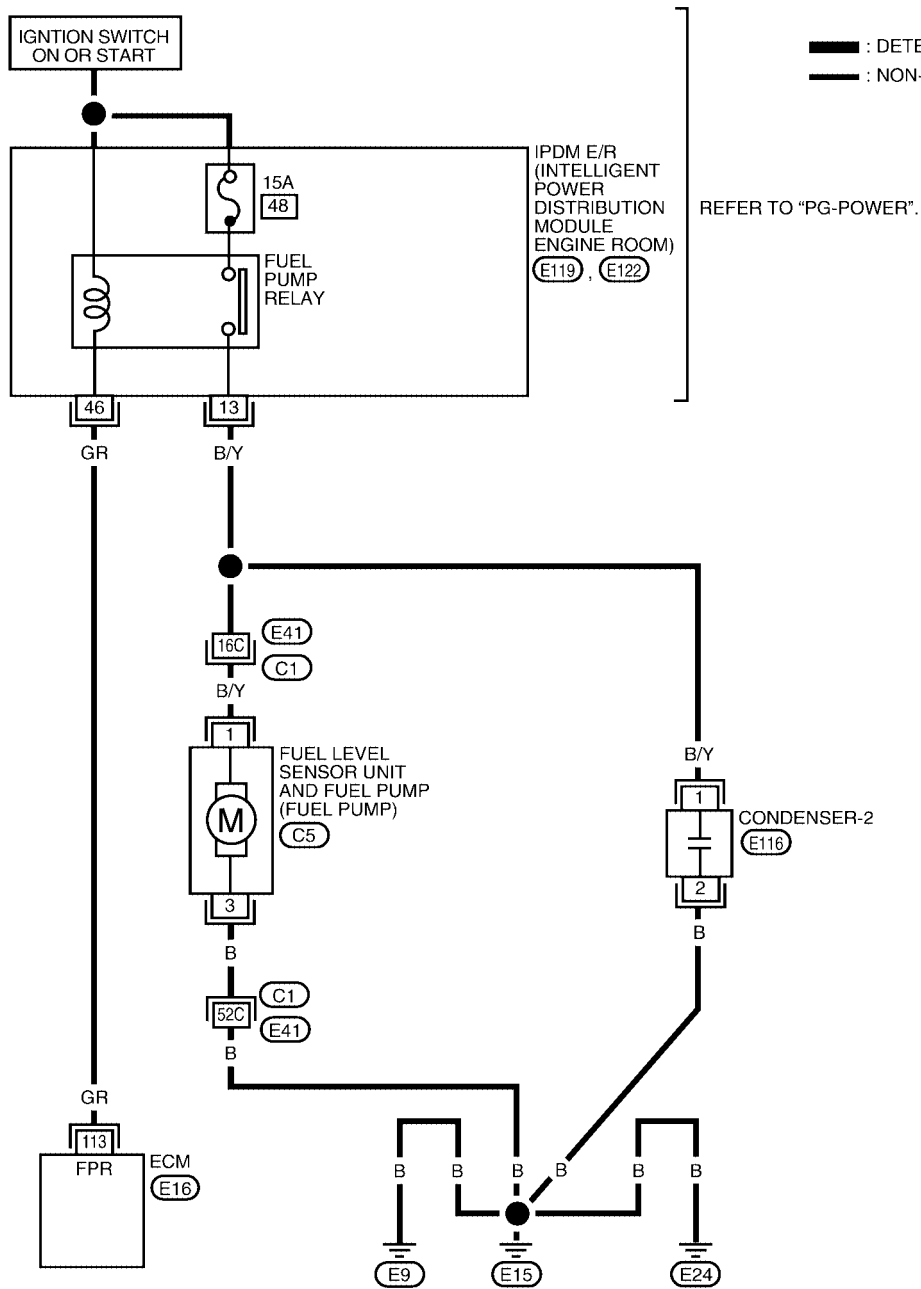 IGNTION SWITCH
ON OR START
: DETE
: NON-
15A
48
IPDM E/R
(INTELLIGENT
POWER
DISTRIBUTION
MODULE
ENGINE ROOM)
E119 , E122
REFER TO "PG-POWER".
FUEL
PUMP
RELAY
46
13
GR
B/Y
16C
E41
C1
B/Y
1
FUEL LEVEL
SENSOR UNIT
AND FUEL PUMP
(FUEL PUMP)
C5
M
3
B
B/Y
1
CONDENSER-2
E116
2
B
C1
52C
E41
B
GR
113
FPR
ECM
E16
B
B
B
B
B
B
E9
E15
E24